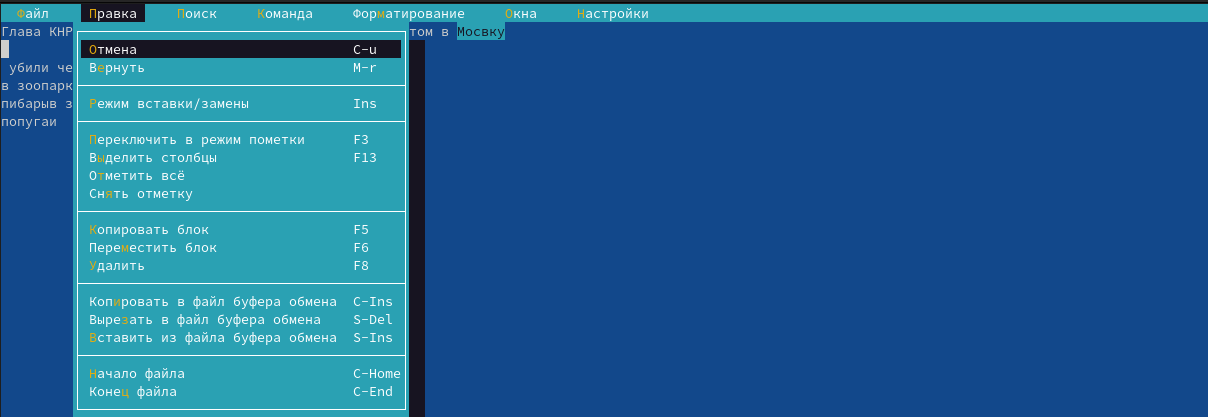 Файл Правка Поиск Команда Форматирование Окна Настройки
Глава КНР том в Мосвку
Отмена C-u
убили че Вернуть M-r
в зоопарк
пибарыв з Режим вставки/замены Ins
попугаи
Переключить в режим пометки F3
Выделить столбцы F13
Отметить всё
Снять отметку
Копировать блок F5
Переместить блок F6
Удалить F8
Копировать в файл буфера обмена C-Ins
Вырезать в файл буфера обмена S-Del
Вставить из файла буфера обмена S-Ins
Начало файла C-Home
Конец файла C-End